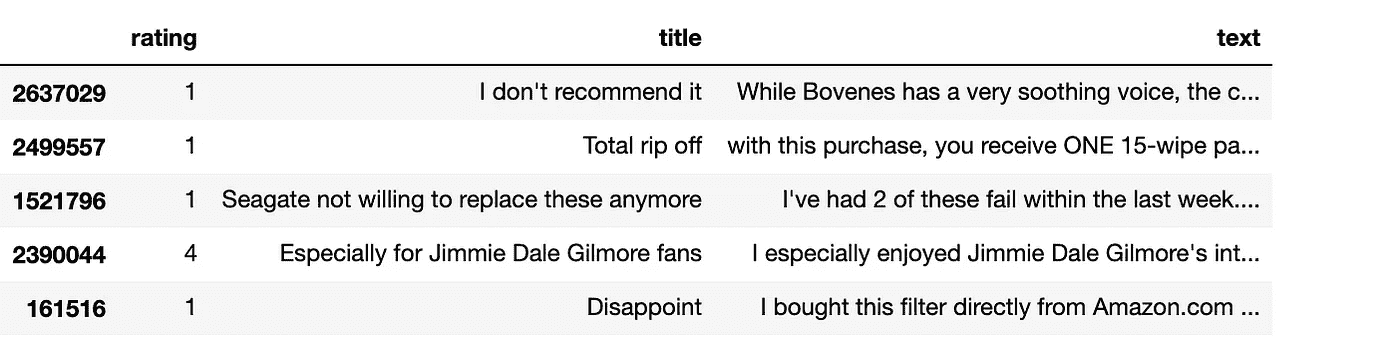 rating title text
2637029 1 I don't recommend it While Bovenes has a very soothing voice, the c...
2499557 1 Total rip off with this purchase, you receive ONE 15-wipe pa...
1521796 1 Seagate not willing to replace these anymore I've had 2 of these fail within the last week....
2390044 4 Especially for Jimmie Dale Gilmore fans I especially enjoyed Jimmie Dale Gilmore's int...
161516 1 Disappoint I bought this filter directly from Amazon.com ...